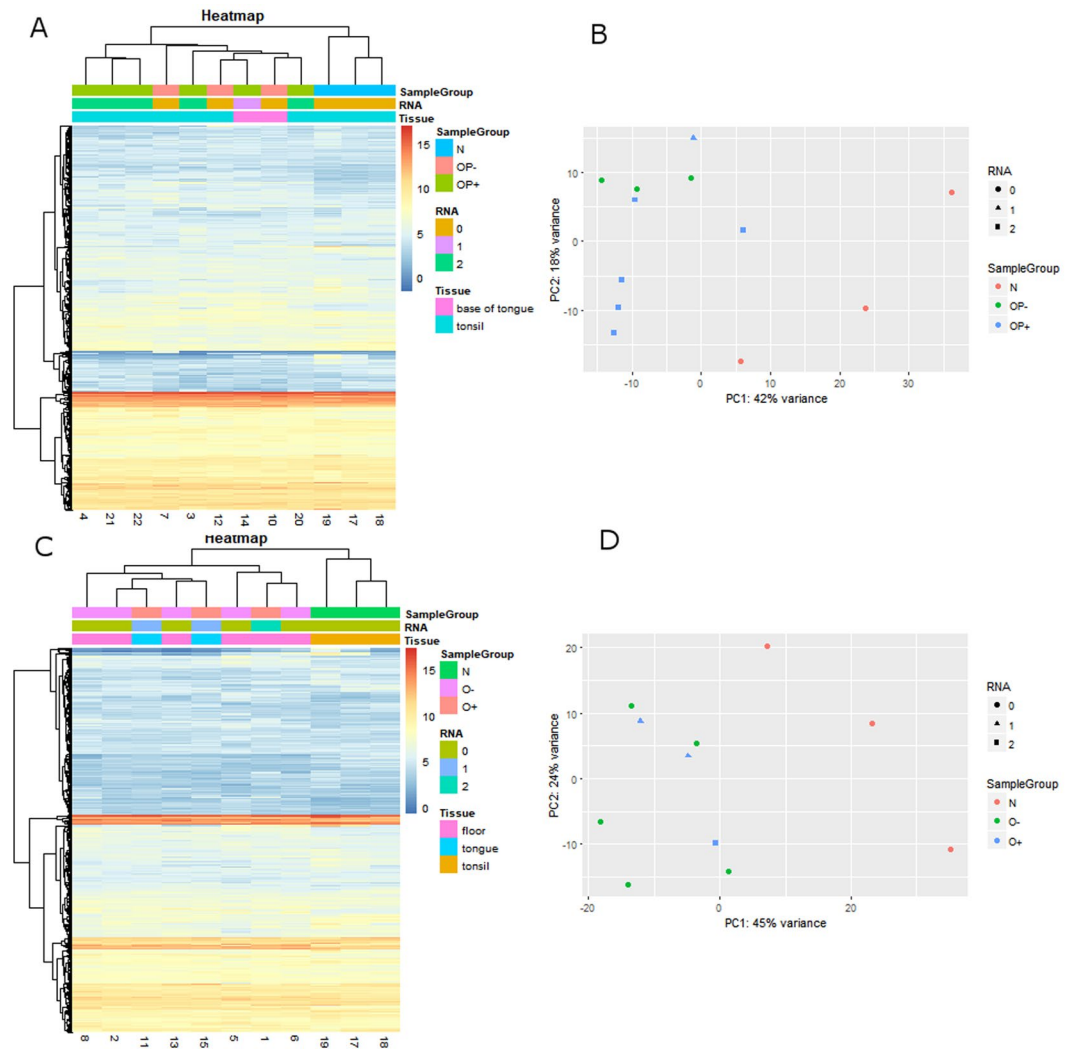 A
Heatmap
SampleGroup
RNA
Tissue
SampleGroup
N
OP-
OP+
RNA
0
1
2
Tissue
base of tongue
tonsil
15
10
5
0
4 21 22 7 3 12 14 10 20 19 17 18
B
PC2: 18% variance
10
0
-10
-10 0 10 20 30
PC1: 42% variance
RNA
0
1
2
SampleGroup
N
OP-
OP+
C
Heatmap
SampleGroup
RNA
Tissue
SampleGroup
N
O-
O+
RNA
0
1
2
Tissue
floor
tongue
tonsil
15
10
5
0
8 2 11 13 15 5 1 6 19 17 18
D
PC2: 24% variance
20
10
0
-10
-20 0 20
PC1: 45% variance
RNA
0
1
2
SampleGroup
N
O-
O+